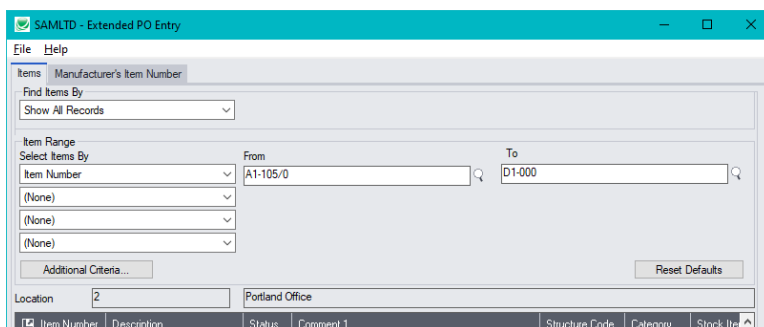 SAMLTD - Extended PO Entry
File Help
Items Manufacturer's Item Number
Find Items By
Show All Records
Item Range
Select Items By From To
Item Number A1-105/0 D1-000
(None)
(None)
(None)
Additional Criteria... Reset Defaults
Location 2 Portland Office
Item Number Description Status Comment 1 Structure Code Category Stock Ite